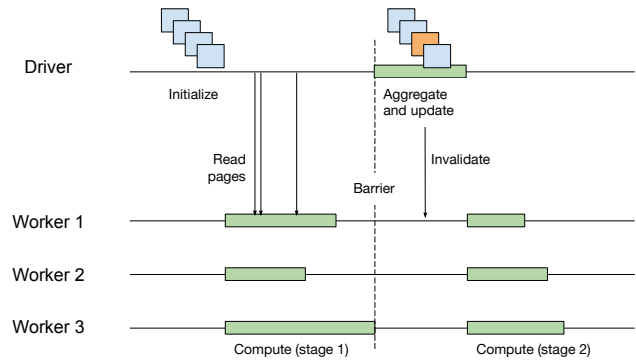 Driver
Initialize
Aggregate
and update
Read
pages
Invalidate
Barrier
Worker 1
Worker 2
Worker 3
Compute (stage 1)
Compute (stage 2)